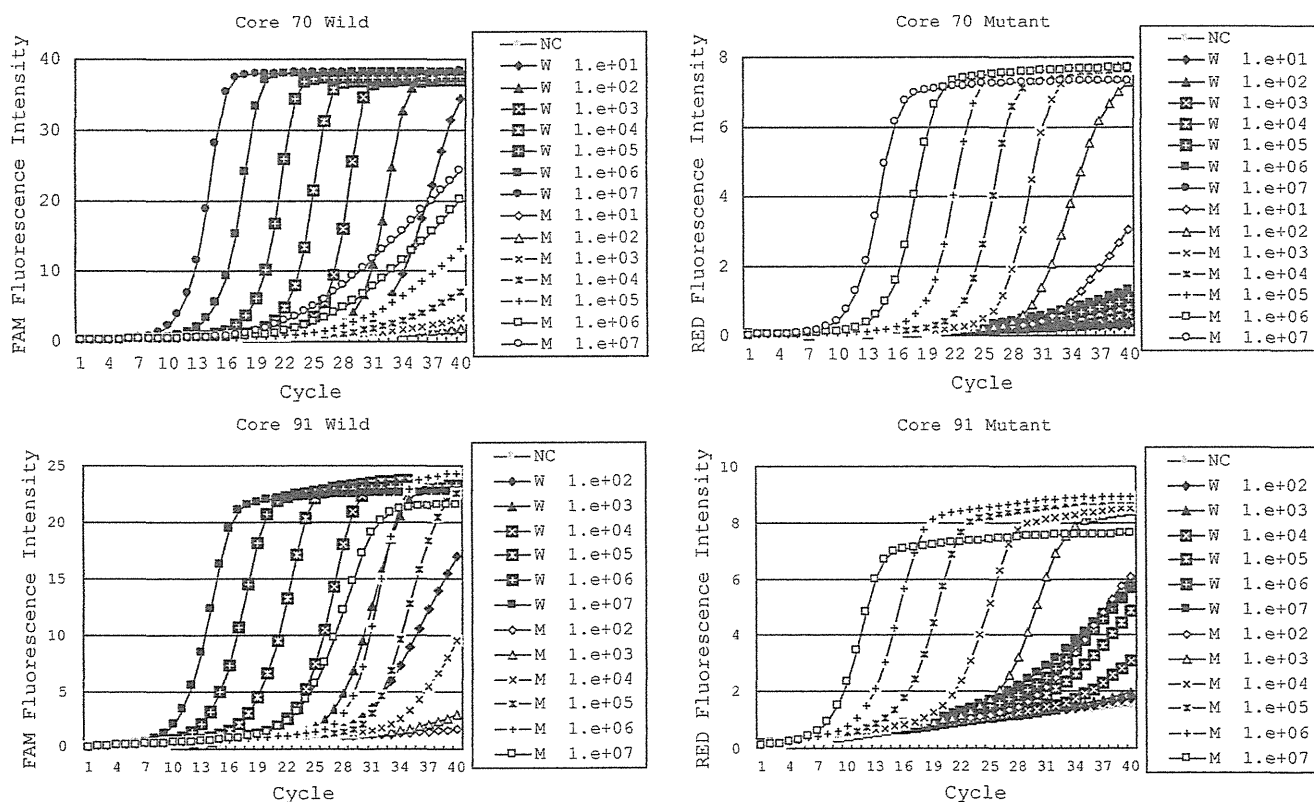 Core 70 Wild
FAM Fluorescence Intensity
40
30
20
10
0
1 4 7 10 13 16 19 22 25 28 31 34 37 40
Cycle
NC
W 1.e+01
W 1.e+02
W 1.e+03
W 1.e+04
W 1.e+05
W 1.e+06
W 1.e+07
M 1.e+01
M 1.e+02
M 1.e+03
M 1.e+04
M 1.e+05
M 1.e+06
M 1.e+07
Core 70 Mutant
RED Fluorescence Intensity
8
6
4
2
0
1 4 7 10 13 16 19 22 25 28 31 34 37 40
Cycle
NC
W 1.e+01
W 1.e+02
W 1.e+03
W 1.e+04
W 1.e+05
W 1.e+06
W 1.e+07
M 1.e+01
M 1.e+02
M 1.e+03
M 1.e+04
M 1.e+05
M 1.e+06
M 1.e+07
Core 91 Wild
FAM Fluorescence Intensity
25
20
15
10
5
0
1 4 7 10 13 16 19 22 25 28 31 34 37 40
Cycle
NC
W 1.e+02
W 1.e+03
W 1.e+04
W 1.e+05
W 1.e+06
W 1.e+07
M 1.e+02
M 1.e+03
M 1.e+04
M 1.e+05
M 1.e+06
M 1.e+07
Core 91 Mutant
RED Fluorescence Intensity
10
8
6
4
2
0
1 4 7 10 13 16 19 22 25 28 31 34 37 40
Cycle
NC
W 1.e+02
W 1.e+03
W 1.e+04
W 1.e+05
W 1.e+06
W 1.e+07
M 1.e+02
M 1.e+03
M 1.e+04
M 1.e+05
M 1.e+06
M 1.e+07